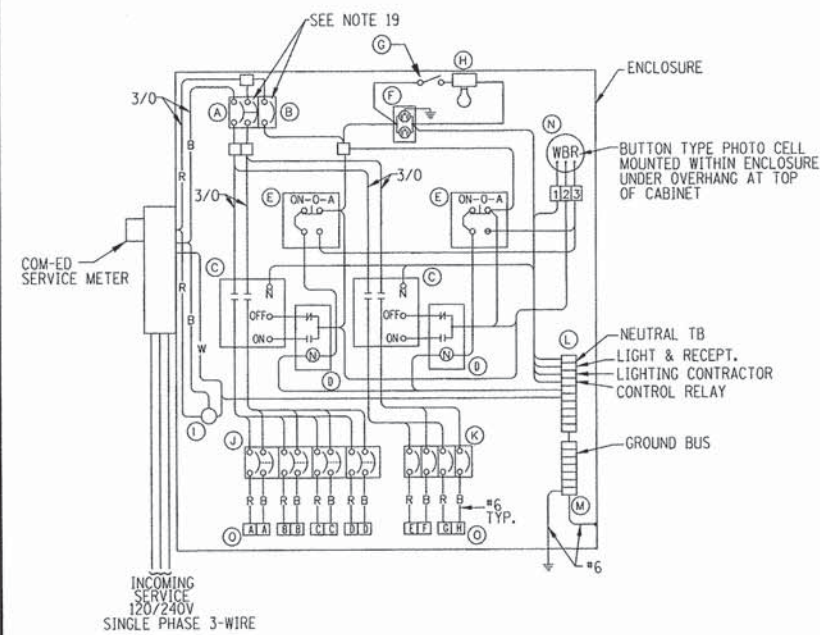 SEE NOTE 19
G
H
ENCLOSURE
3/0
A
B
F
N
B
R
WBR
BUTTON TYPE PHOTO CELL
MOUNTED WITHIN ENCLOSURE
UNDER OVERHANG AT TOP
OF CABINET
3/0
3/0
1 2 3
E
ON-O-A
E
ON-O-A
COM-ED
SERVICE METER
C
N
C
N
R
B
W
OFF
ON
N
D
OFF
ON
N
D
L
NEUTRAL TB
LIGHT & RECEPT.
LIGHTING CONTRACTOR
CONTROL RELAY
I
J
K
GROUND BUS
R B R B R B R B
R B R B
#6
TYP.
M
O
A A B B C C D D
E F G H
O
#6
INCOMING
SERVICE
120/240V
SINGLE PHASE 3-WIRE